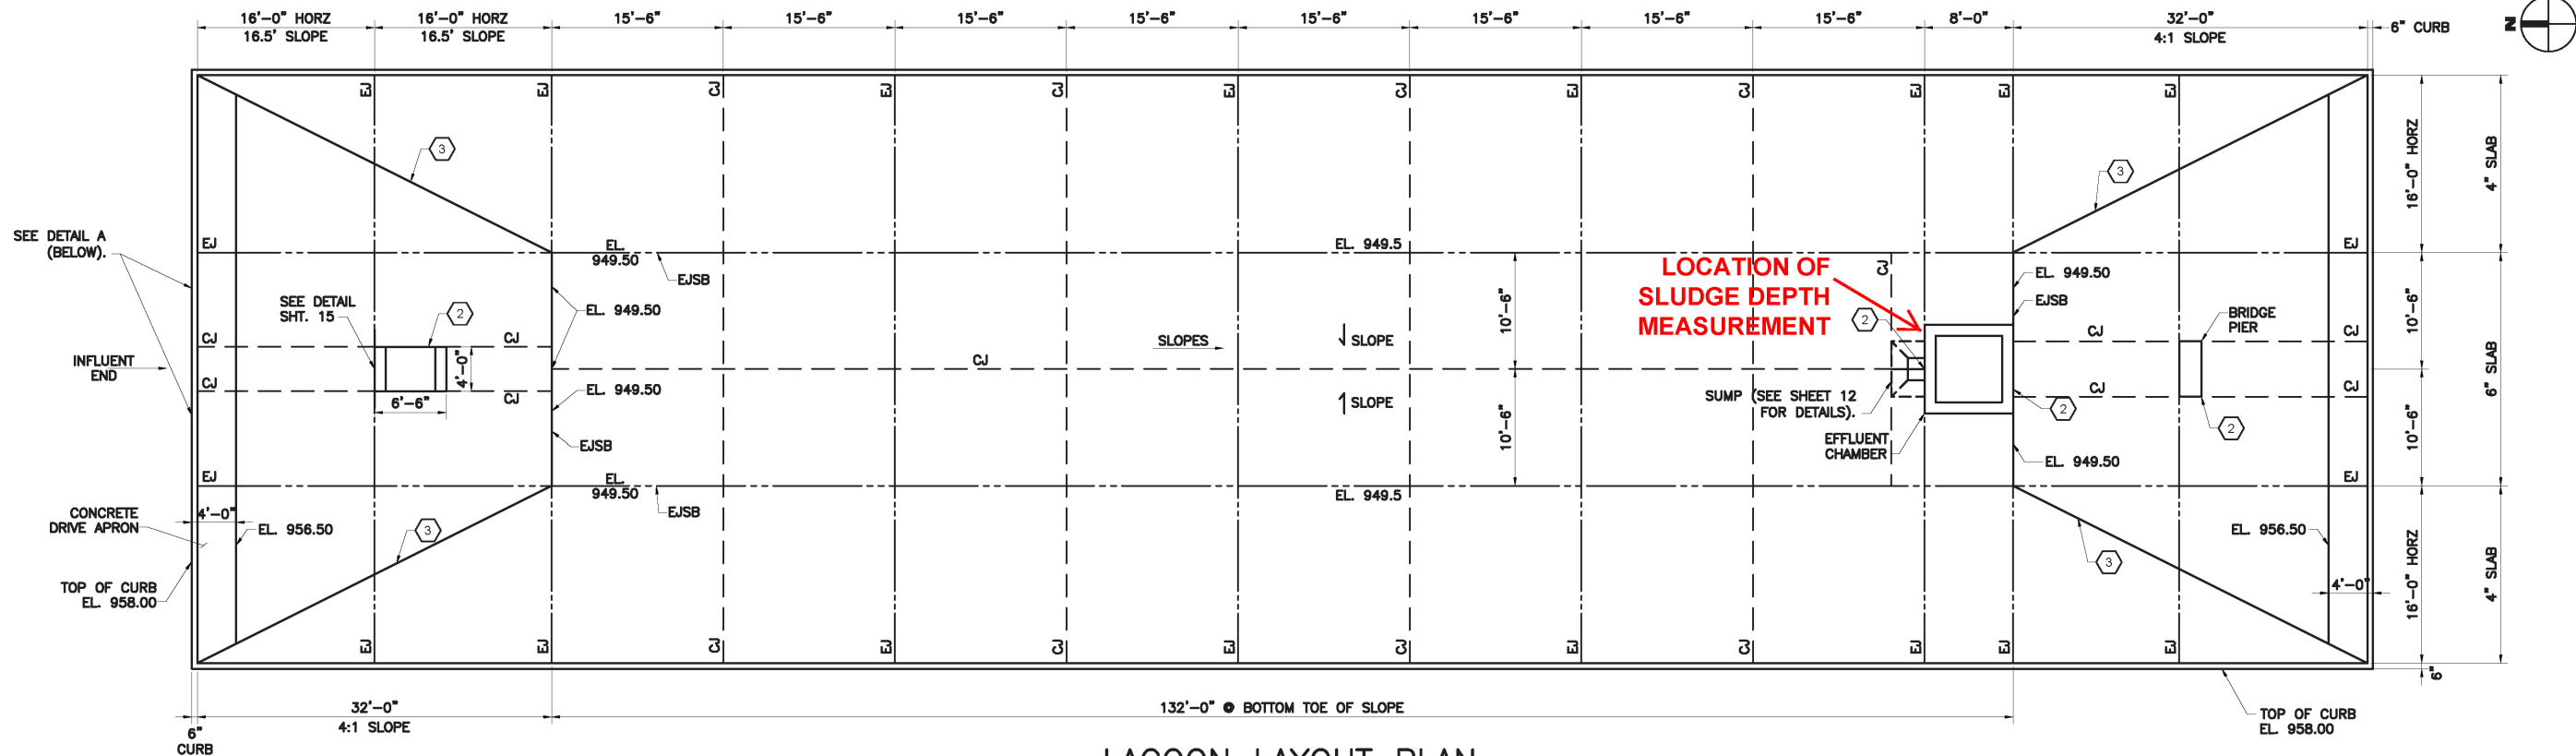 16'-0" HORZ
16.5' SLOPE
16'-0" HORZ
16.5' SLOPE
15'-6"
15'-6"
15'-6"
15'-6"
15'-6"
15'-6"
15'-6"
15'-6"
8'-0"
32'-0"
4:1 SLOPE
6" CURB
N
EJ
EJ
CJ
EJ
CJ
EJ
CJ
EJ
CJ
EJ
EJ
EJ
3
3
16'-0" HORZ
4" SLAB
SEE DETAIL A
(BELOW).
EJ
EL.
949.50
EJSB
EL. 949.5
CJ
LOCATION OF
SLUDGE DEPTH
MEASUREMENT
EJ
EL. 949.50
EJSB
SEE DETAIL
SHT. 15
2
EL. 949.50
10'-6"
2
BRIDGE
PIER
10'-6"
CJ
CJ
SLOPES
SLOPE
CJ
CJ
INFLUENT
END
4'-0"
CJ
6" SLAB
CJ
CJ
6'-6"
EL. 949.50
SLOPE
SUMP (SEE SHEET 12
FOR DETAILS).
CJ
CJ
2
2
10'-6"
10'-6"
EJSB
EFFLUENT
CHAMBER
EL. 949.50
EJ
EL.
949.50
EJSB
EL. 949.5
EJ
CONCRETE
DRIVE APRON
4'-0"
EL. 956.50
3
EL. 956.50
3
16'-0" HORZ
4" SLAB
TOP OF CURB
EL. 958.00
4'-0"
EJ
EJ
CJ
EJ
CJ
EJ
CJ
EJ
CJ
EJ
EJ
EJ
6"
32'-0"
4:1 SLOPE
132'-0" @ BOTTOM TOE OF SLOPE
TOP OF CURB
EL. 958.00
6"
CURB
LAGOON LAYOUT PLAN